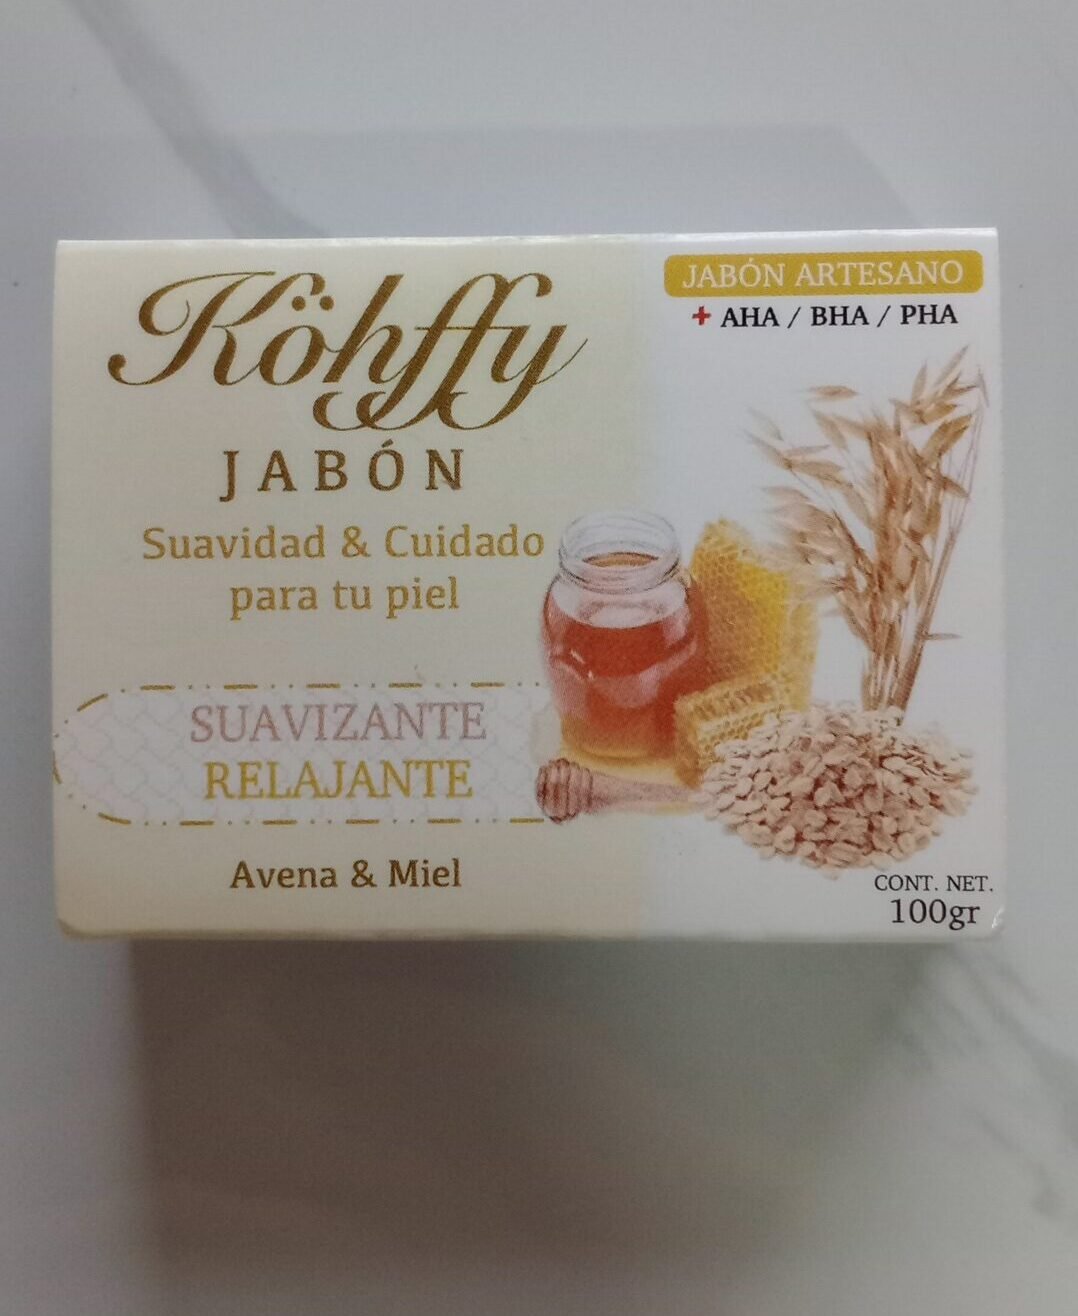 Köhffy
JABÓN
Suavidad & Cuidado
para tu piel
SUAVIZANTE
RELAJANTE
Avena & Miel
JABÓN ARTESANO
+ AHA / BHA / PHA
CONT. NET.
100gr